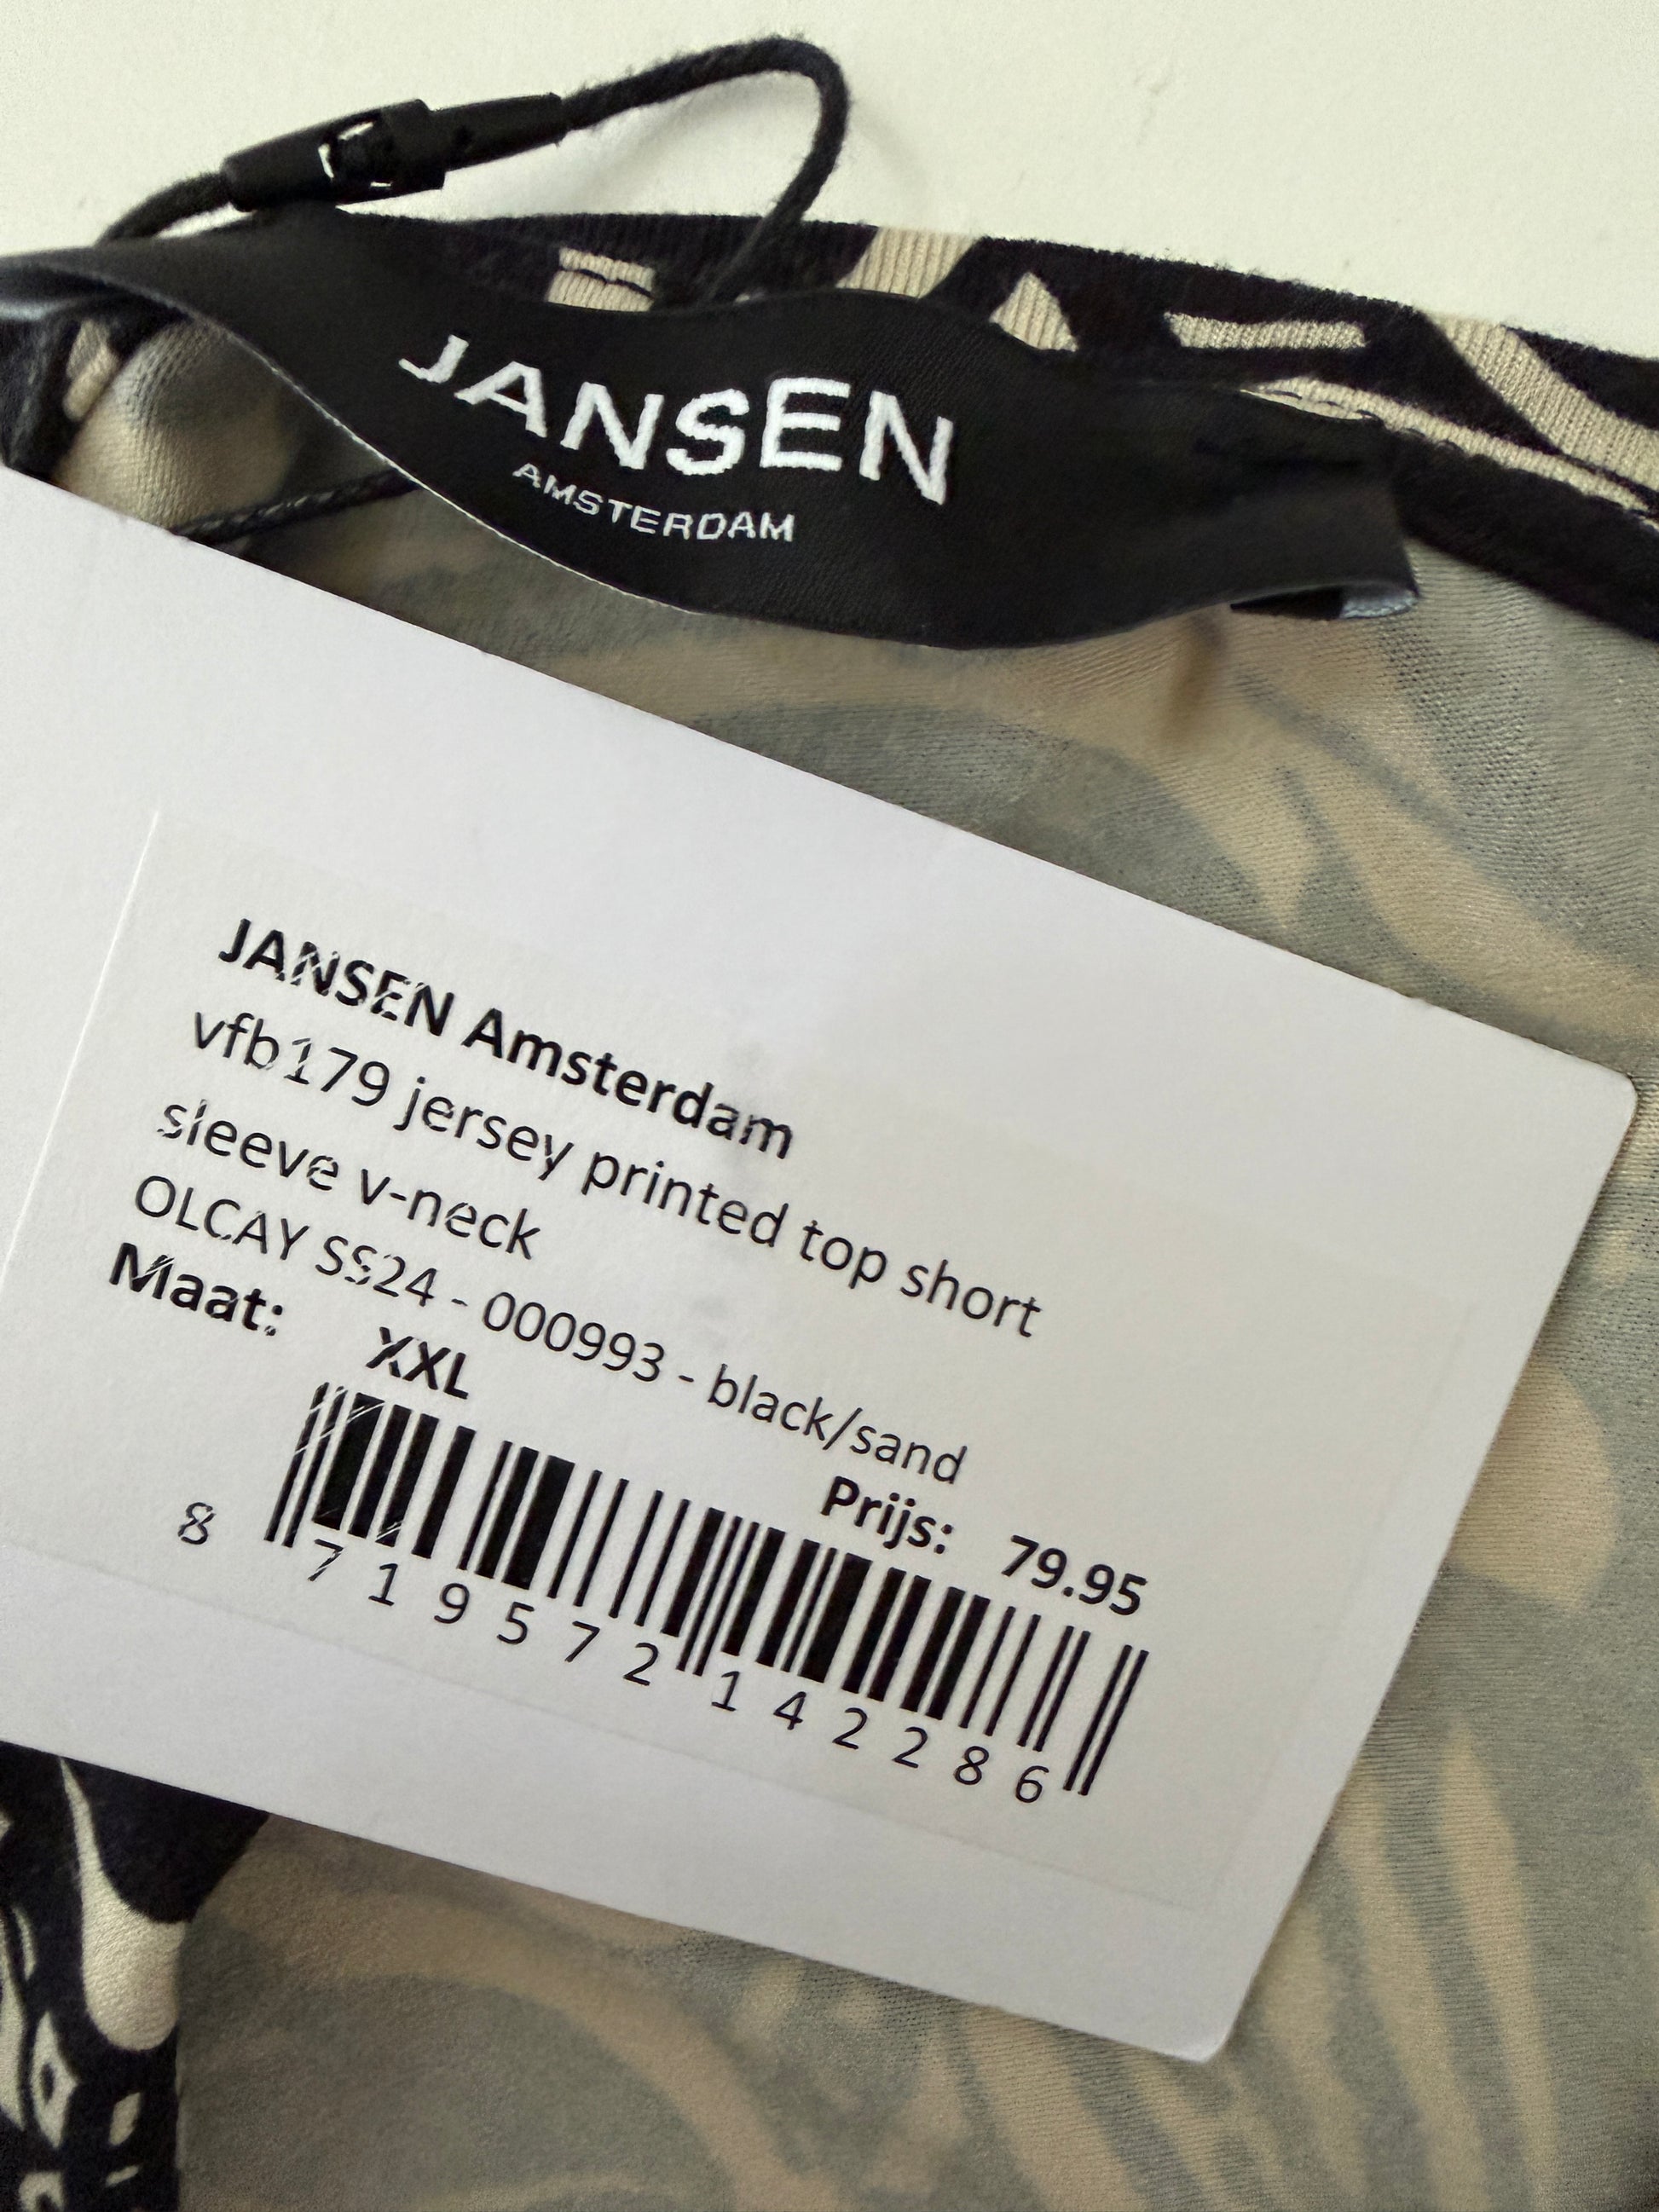 JANSEN
AMSTERDAM
JANSEN Amsterdam
vfb179 jersey printed top short
sleeve v-neck
OLCAY SS24 - 000993 - black/sand
Maat: XXL
Prijs: 79.95
8 719572 142286